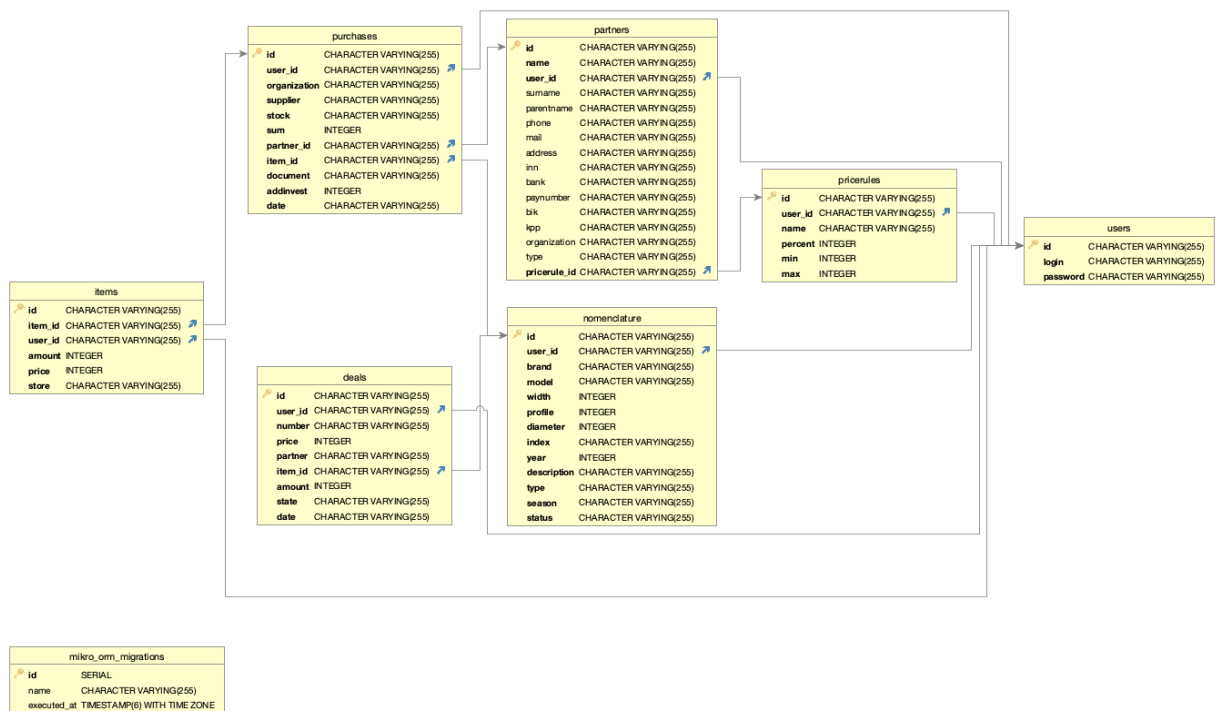 purchases
id CHARACTER VARYING(255)
user_id CHARACTER VARYING(255)
organization CHARACTER VARYING(255)
supplier CHARACTER VARYING(255)
stock CHARACTER VARYING(255)
sum INTEGER
partner_id CHARACTER VARYING(255)
item_id CHARACTER VARYING(255)
document CHARACTER VARYING(255)
addinvest INTEGER
date CHARACTER VARYING(255)
partners
id CHARACTER VARYING(255)
name CHARACTER VARYING(255)
user_id CHARACTER VARYING(255)
surname CHARACTER VARYING(255)
parentname CHARACTER VARYING(255)
phone CHARACTER VARYING(255)
mail CHARACTER VARYING(255)
address CHARACTER VARYING(255)
inn CHARACTER VARYING(255)
bank CHARACTER VARYING(255)
paynumber CHARACTER VARYING(255)
bik CHARACTER VARYING(255)
kpp CHARACTER VARYING(255)
organization CHARACTER VARYING(255)
type CHARACTER VARYING(255)
pricerule_id CHARACTER VARYING(255)
pricerules
id CHARACTER VARYING(255)
user_id CHARACTER VARYING(255)
name CHARACTER VARYING(255)
percent INTEGER
min INTEGER
max INTEGER
users
id CHARACTER VARYING(255)
login CHARACTER VARYING(255)
password CHARACTER VARYING(255)
items
id CHARACTER VARYING(255)
item_id CHARACTER VARYING(255)
user_id CHARACTER VARYING(255)
amount INTEGER
price INTEGER
store CHARACTER VARYING(255)
deals
id CHARACTER VARYING(255)
user_id CHARACTER VARYING(255)
number CHARACTER VARYING(255)
price INTEGER
partner CHARACTER VARYING(255)
item_id CHARACTER VARYING(255)
amount INTEGER
state CHARACTER VARYING(255)
date CHARACTER VARYING(255)
nomenclature
id CHARACTER VARYING(255)
user_id CHARACTER VARYING(255)
brand CHARACTER VARYING(255)
model CHARACTER VARYING(255)
width INTEGER
profile INTEGER
diameter INTEGER
index CHARACTER VARYING(255)
year INTEGER
description CHARACTER VARYING(255)
type CHARACTER VARYING(255)
season CHARACTER VARYING(255)
status CHARACTER VARYING(255)
mikro_orm_migrations
id SERIAL
name CHARACTER VARYING(255)
executed_at TIMESTAMP(6) WITH TIME ZONE